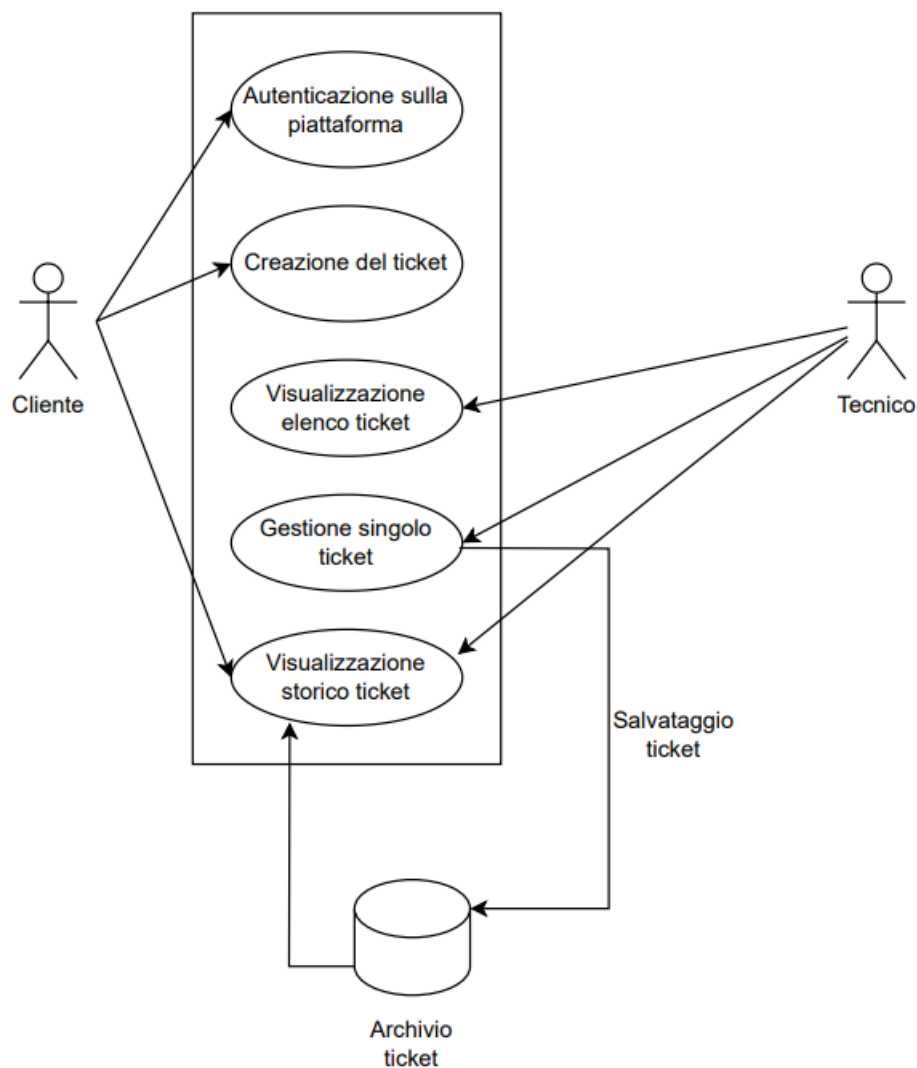 Autenticazione sulla
piattaforma
Creazione del ticket
Cliente
Visualizzazione
elenco ticket
Tecnico
Gestione singolo
ticket
Visualizzazione
storico ticket
Salvataggio
ticket
Archivio
ticket